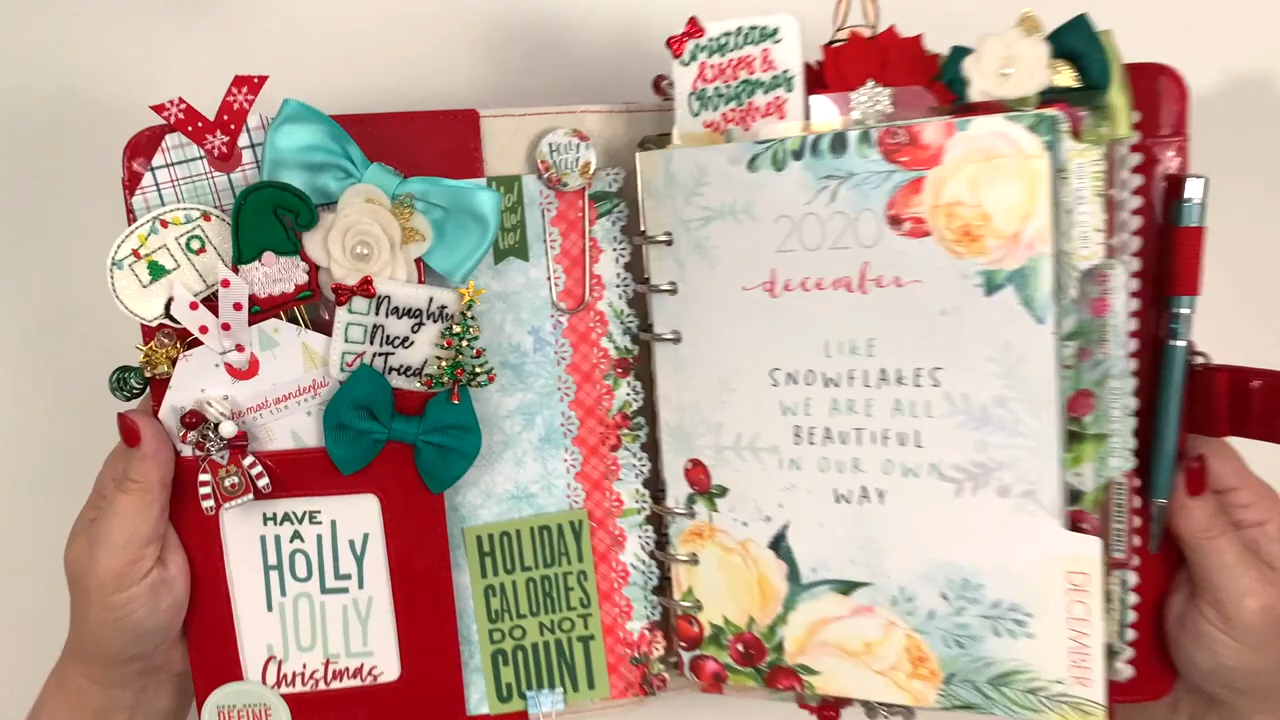 mistletoe
kisses &
Christmas
wishes
HOLLY
JOLLY
Ho!
Ho!
Ho!
Naughty
Nice
I Tried
the most wonderful
of the year
HAVE
A
HOLLY
JOLLY
Christmas
HOLIDAY
CALORIES
DO NOT
COUNT
DEAR SANTA,
DEFINE
2020
december
LIKE
SNOWFLAKES
WE ARE ALL
BEAUTIFUL
IN OUR OWN
WAY
DECEMBER